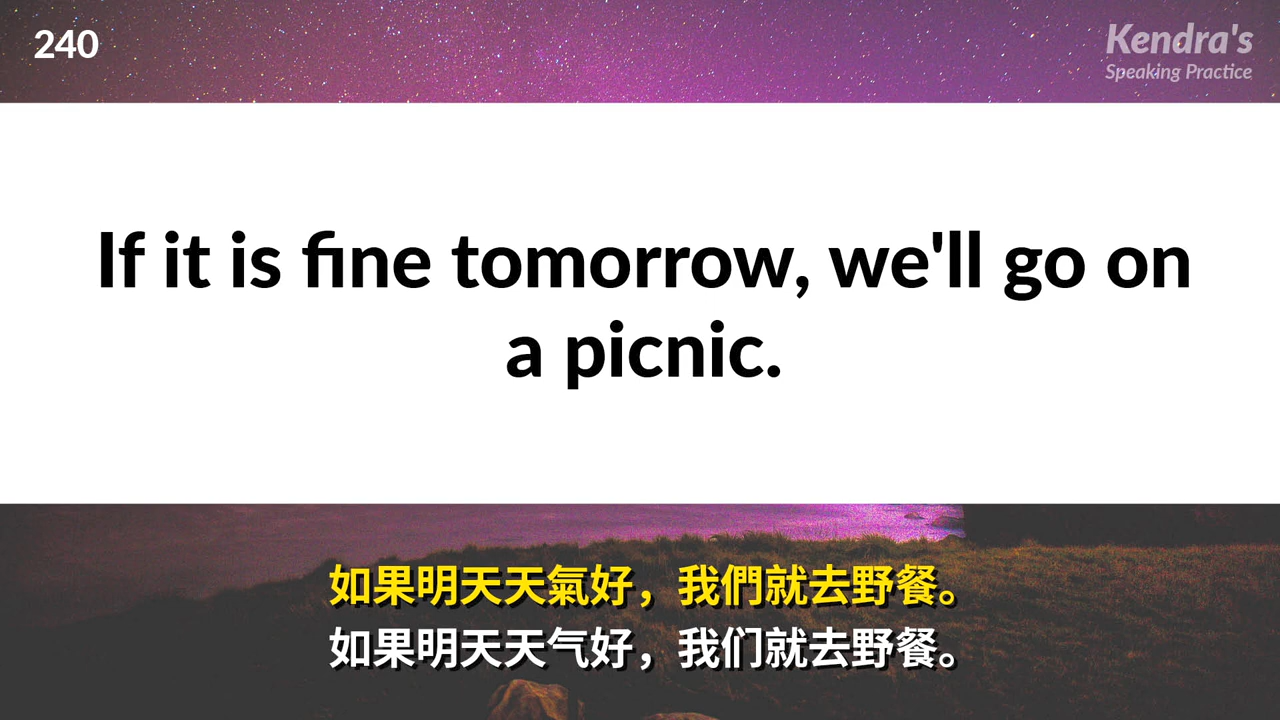 240
Kendra's
Speaking Practice
If it is fine tomorrow, we'll go on
a picnic.
如果明天天氣好，我們就去野餐。
如果明天天气好，我们就去野餐。